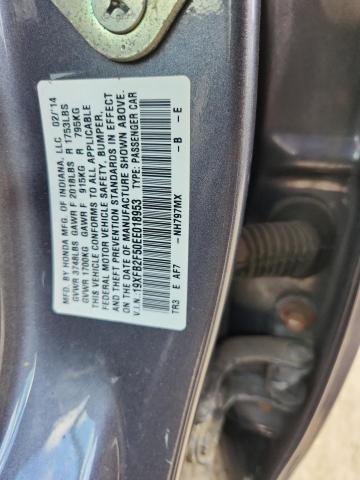 MFD. BY HONDA MFG. OF INDIANA, LLC 02/14
GVWR 3748LBS GAWR F 2018LBS R 1753LBS
GVWR 1700KG GAWR F 915KG R 795KG
THIS VEHICLE CONFORMS TO ALL APPLICABLE
FEDERAL MOTOR VEHICLE SAFETY, BUMPER,
AND THEFT PREVENTION STANDARDS IN EFFECT
ON THE DATE OF MANUFACTURE SHOWN ABOVE.
V.I.N. 19XFB2F50EE018953 TYPE: PASSENGER CAR
NH797MX -B -E
TR3 E AF7